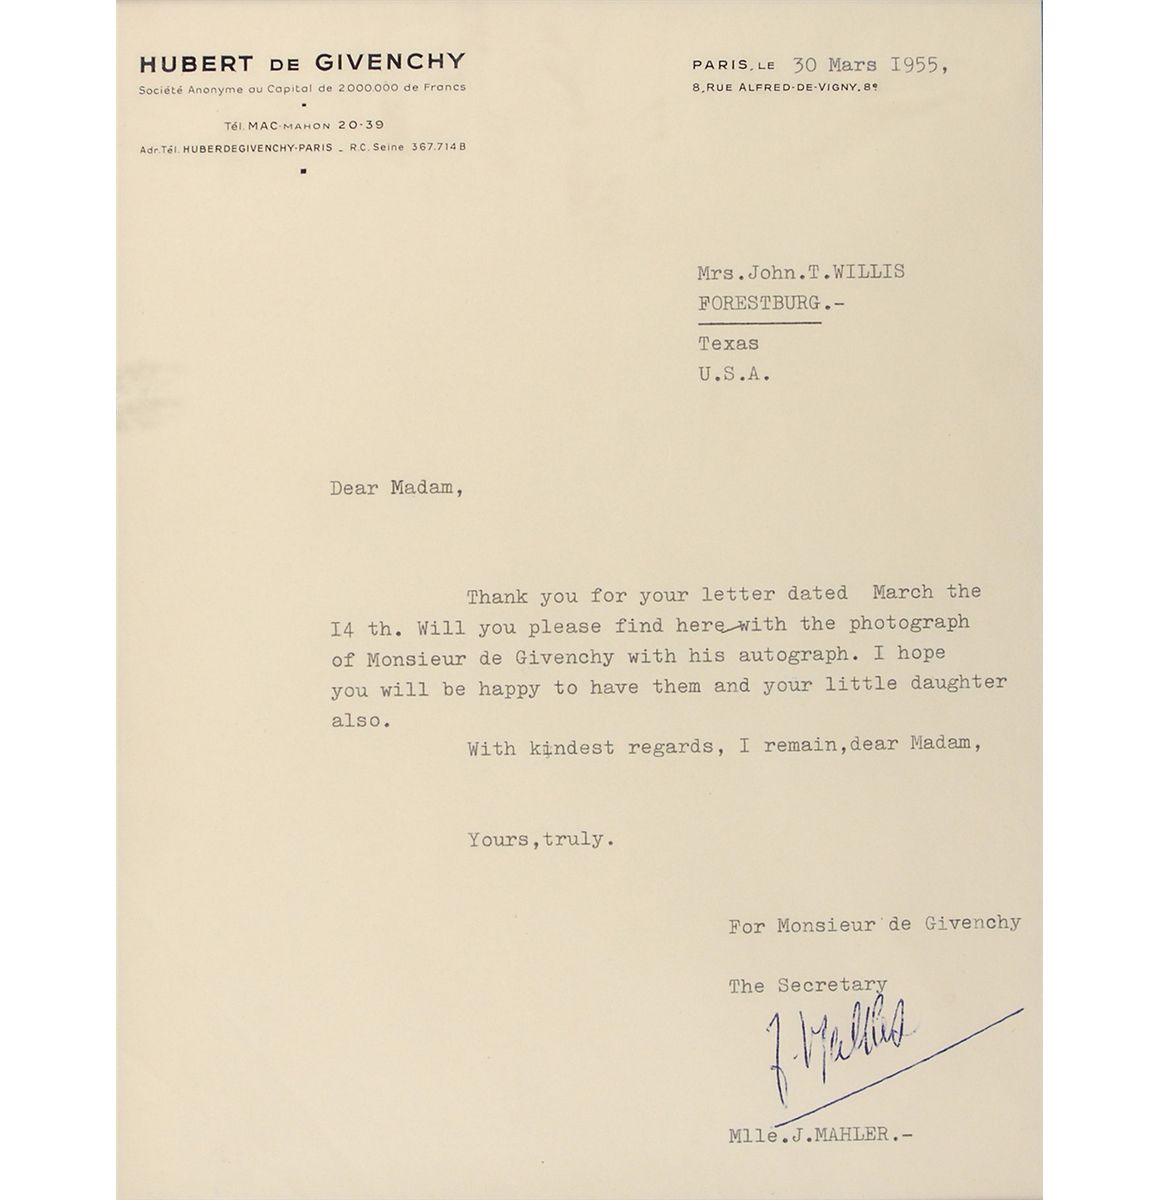 HUBERT DE GIVENCHY
Société Anonyme au Capital de 2000.000 de Francs
Tél. MAC-MAHON 20-39
Adr.Tél. HUBERDEGIVENCHY-PARIS _ R.C. Seine 367.714 B
PARIS, LE 30 Mars I955,
8, RUE ALFRED-DE-VIGNY. 8e
Mrs.John.T.WILLIS
FORESTBURG.-
Texas
U.S.A.
Dear Madam,
Thank you for your letter dated March the
I4 th. Will you please find here with the photograph
of Monsieur de Givenchy with his autograph. I hope
you will be happy to have them and your little daughter
also.
With kindest regards, I remain,dear Madam,
Yours,truly.
For Monsieur de Givenchy
The Secretary
Mlle.J.MAHLER.-